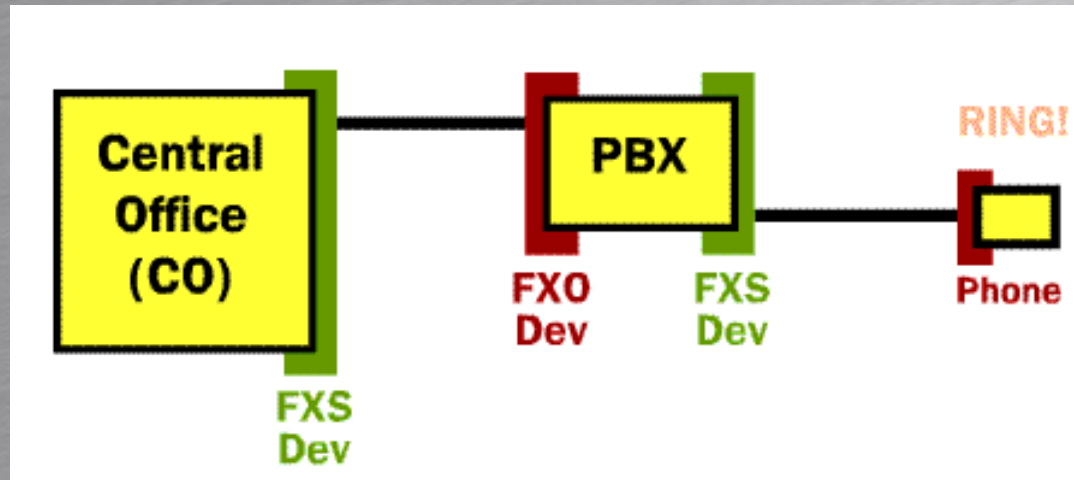 Central
Office
(CO)
FXS
Dev
PBX
FXO
Dev
FXS
Dev
RING!
Phone